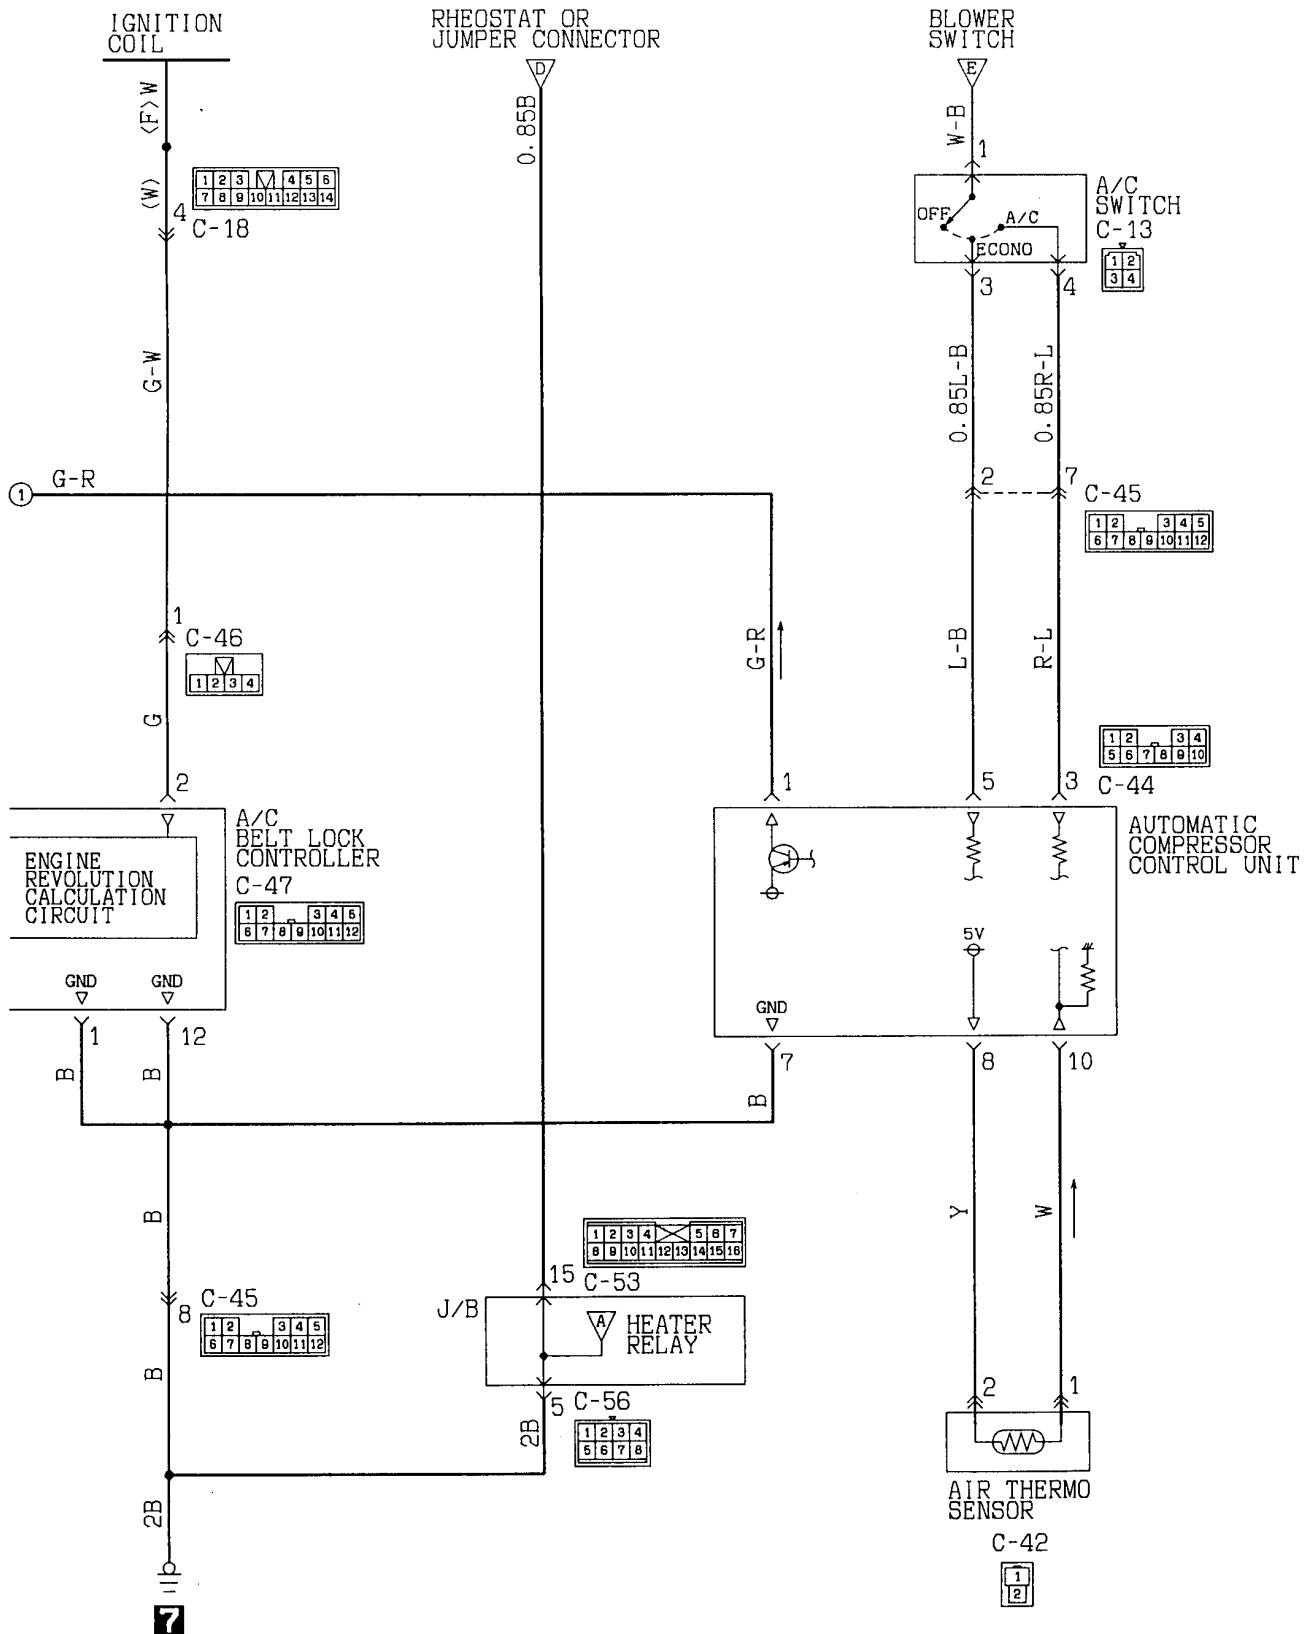 IGNITION
COIL
RHEOSTAT OR
JUMPER CONNECTOR
BLOWER
SWITCH
D
E
<F>W
0.85B
W-B
1
1 2 3 4 5 6
7 8 9 10 11 12 13 14
(W)
4
C-18
A/C
SWITCH
C-13
OFF
A/C
ECONO
1 2
3 4
3
4
G-W
0.85L-B
0.85R-L
1
G-R
2
7
C-45
1 2 3 4 5
6 7 8 9 10 11 12
1
C-46
1 2 3 4
G-R
L-B
R-L
G
1 2 3 4
5 6 7 8 9 10
2
1
5
3
C-44
A/C
BELT LOCK
CONTROLLER
C-47
1 2 3 4 5
6 7 8 9 10 11 12
ENGINE
REVOLUTION
CALCULATION
CIRCUIT
AUTOMATIC
COMPRESSOR
CONTROL UNIT
5V
GND
GND
GND
1
12
7
8
10
B
B
B
B
Y
W
1 2 3 4 5 6 7
8 9 10 11 12 13 14 15 16
15
C-53
8
C-45
1 2 3 4 5
6 7 8 9 10 11 12
J/B
A
HEATER
RELAY
B
5
C-56
1 2 3 4
5 6 7 8
2B
2
1
2B
AIR THERMO
SENSOR
C-42
1
2
7